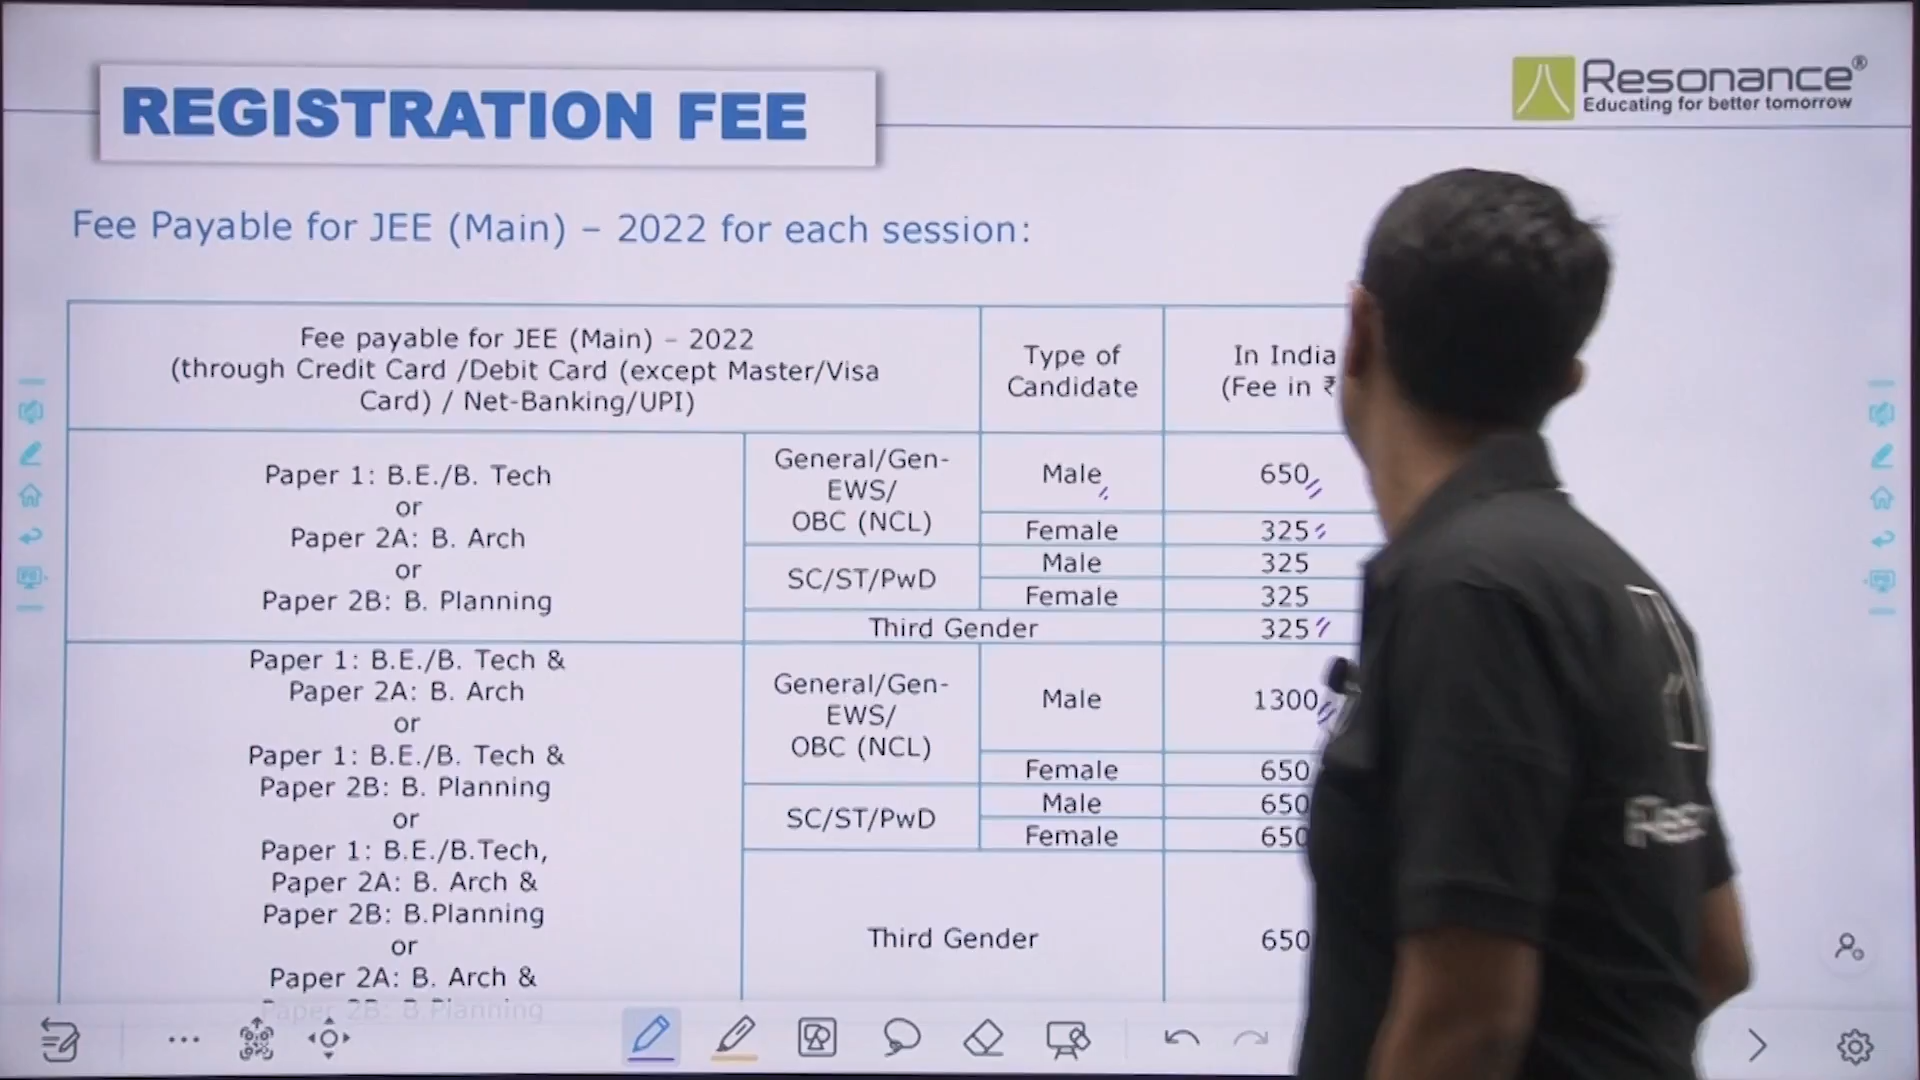 REGISTRATION FEE
Resonance®
Educating for better tomorrow
Fee Payable for JEE (Main) – 2022 for each session:
Fee payable for JEE (Main) – 2022
(through Credit Card /Debit Card (except Master/Visa
Card) / Net-Banking/UPI)
Type of
Candidate
In India
(Fee in ₹
Paper 1: B.E./B. Tech
or
Paper 2A: B. Arch
or
Paper 2B: B. Planning
General/Gen-
EWS/
OBC (NCL)
Male
650
Female
325
SC/ST/PwD
Male
325
Female
325
Third Gender
325
Paper 1: B.E./B. Tech &
Paper 2A: B. Arch
or
Paper 1: B.E./B. Tech &
Paper 2B: B. Planning
or
Paper 1: B.E./B.Tech,
Paper 2A: B. Arch &
Paper 2B: B.Planning
or
Paper 2A: B. Arch &
Paper 2B: B.Planning
General/Gen-
EWS/
OBC (NCL)
Male
1300
Female
650
SC/ST/PwD
Male
650
Female
650
Third Gender
650